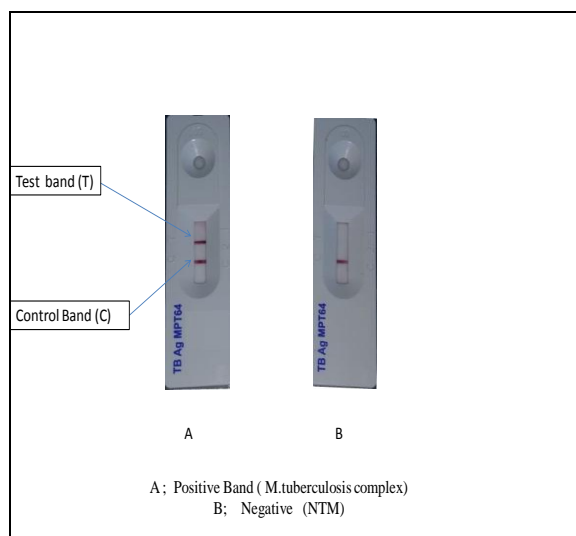 Test band (T)
Control Band (C)
TB Ag MPT64
TB Ag MPT64
A
B
A; Positive Band ( M.tuberculosis complex)
B; Negative (NTM)